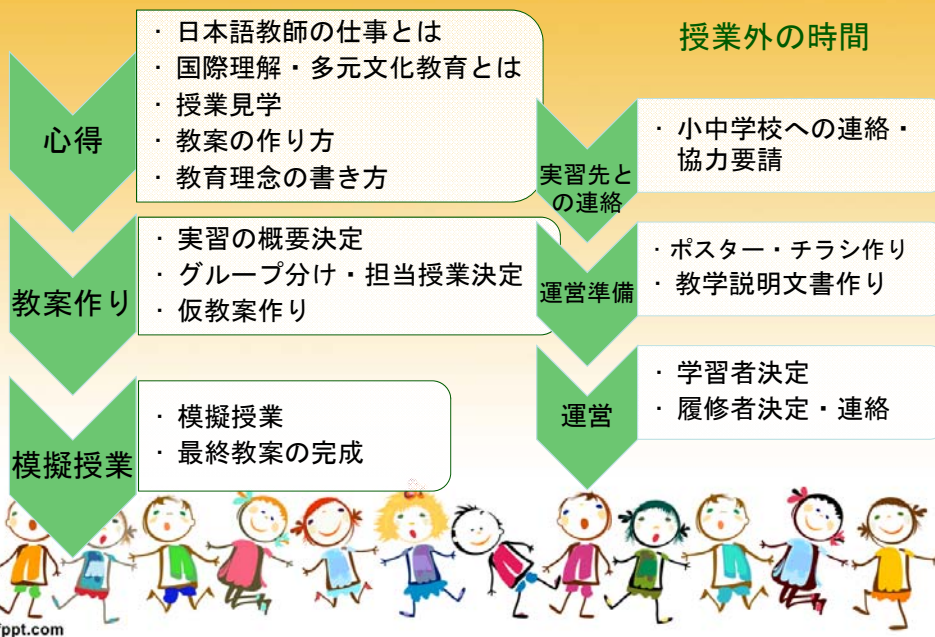 心得
・日本語教師の仕事とは
・国際理解・多元文化教育とは
・授業見学
・教案の作り方
・教育理念の書き方
教案作り
・実習の概要決定
・グループ分け・担当授業決定
・仮教案作り
模擬授業
・模擬授業
・最終教案の完成
授業外の時間
実習先と
の連絡
・小中学校への連絡・
協力要請
運営準備
・ポスター・チラシ作り
・教学説明文書作り
運営
・学習者決定
・履修者決定・連絡
fppt.com